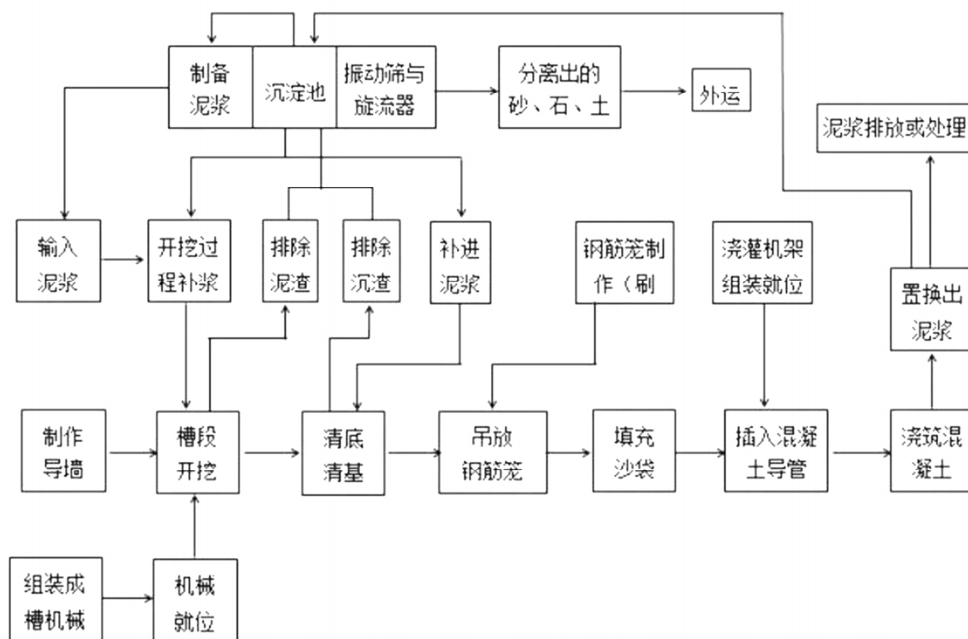 制备
泥浆
沉淀池
振动筛与
旋流器
分离出的
砂、石、土
外运
泥浆排放或处理
输入
泥浆
开挖过
程补浆
排除
泥渣
排除
沉渣
补进
泥浆
钢筋笼制
作（刷
浇灌机架
组装就位
置换出
泥浆
制作
导墙
槽段
开挖
清底
清基
吊放
钢筋笼
填充
沙袋
插入混凝
土导管
浇筑混
凝土
组装成
槽机械
机械
就位